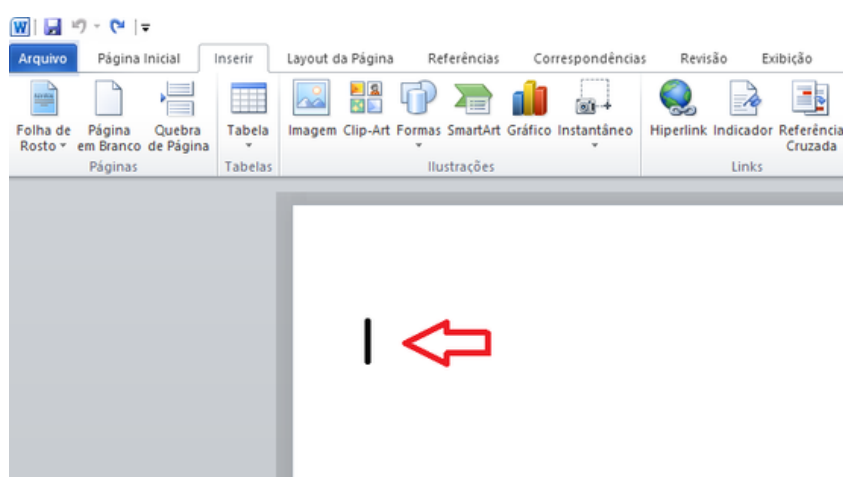 W
Arquivo Página Inicial Inserir Layout da Página Referências Correspondências Revisão Exibição
Folha de Rosto Página em Branco Quebra de Página Tabela Imagem Clip-Art Formas SmartArt Gráfico Instantâneo Hiperlink Indicador Referência Cruzada
Páginas Tabelas Ilustrações Links